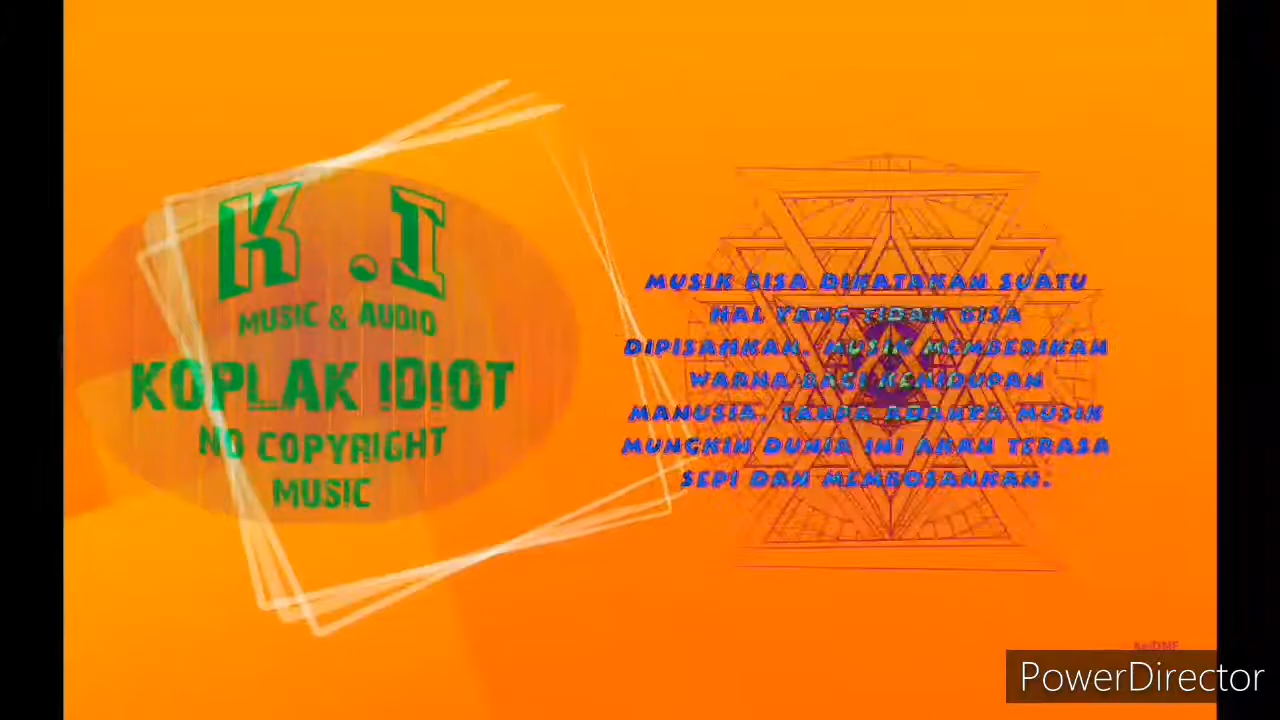 K.I
MUSIC & AUDIO
KOPLAK IDIOT
NO COPYRIGHT
MUSIC
MUSIK BISA DIKATAKAN SUATU
HAL YANG TIDAK BISA
DIPISAHKAN. MUSIK MEMBERIKAN
WARNA BAGI KEHIDUPAN
MANUSIA. TANPA ADANYA MUSIK
MUNGKIN DUNIA INI AKAN TERASA
SEPI DAN MEMBOSANKAN.
PowerDirector